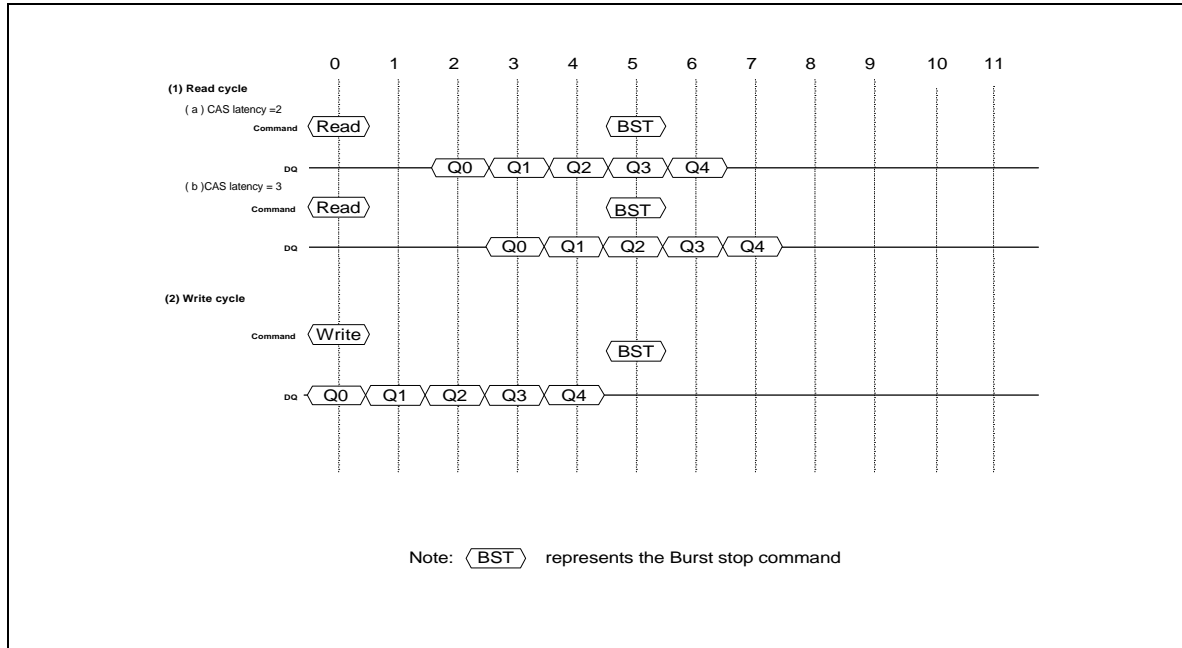 0 1 2 3 4 5 6 7 8 9 10 11
(1) Read cycle
( a ) CAS latency =2
Command Read BST
DQ Q0 Q1 Q2 Q3 Q4
( b )CAS latency = 3
Command Read BST
DQ Q0 Q1 Q2 Q3 Q4
(2) Write cycle
Command Write BST
DQ Q0 Q1 Q2 Q3 Q4
Note: BST represents the Burst stop command